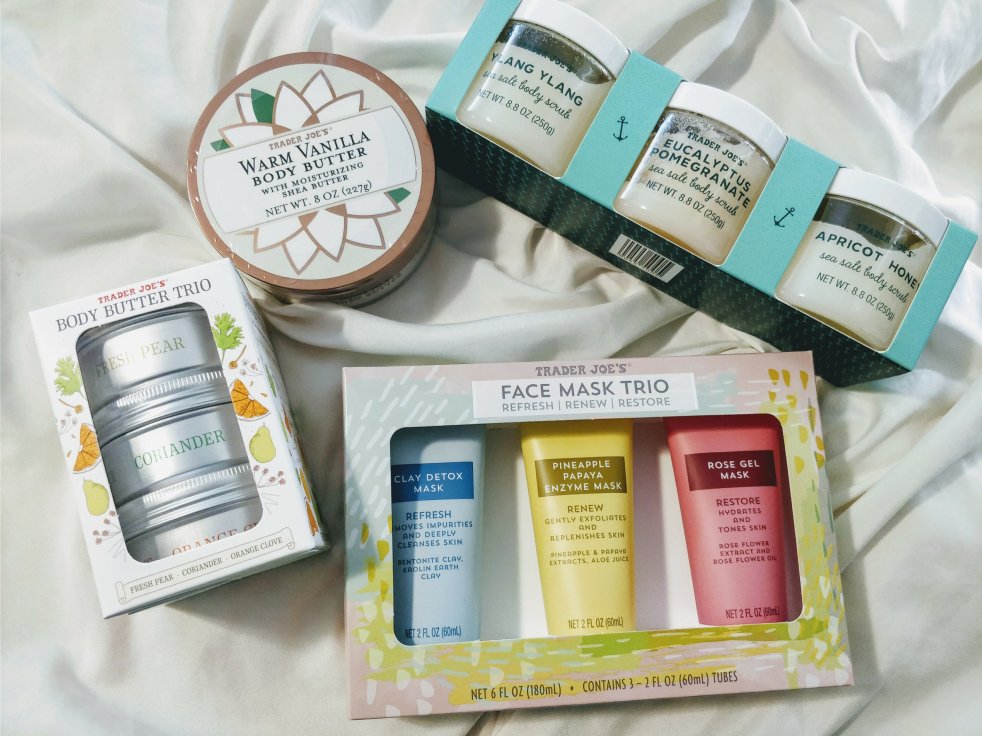 TRADER JOE'S
WARM VANILLA
BODY BUTTER
WITH MOISTURIZING
SHEA BUTTER
NET WT. 8 OZ (227g)
TRADER JOE'S
YLANG YLANG
sea salt body scrub
NET WT. 8.8 OZ (250g)
TRADER JOE'S
EUCALYPTUS
POMEGRANATE
sea salt body scrub
NET WT. 8.8 OZ (250g)
TRADER JOE'S
APRICOT HONEY
sea salt body scrub
NET WT. 8.8 OZ (250g)
TRADER JOE'S
BODY BUTTER TRIO
FRESH PEAR
CORIANDER
ORANGE
FRESH PEAR · CORIANDER · ORANGE CLOVE
TRADER JOE'S
FACE MASK TRIO
REFRESH | RENEW | RESTORE
CLAY DETOX
MASK
REFRESH
MOVES IMPURITIES
AND DEEPLY
CLEANSES SKIN
BENTONITE CLAY,
KAOLIN EARTH
CLAY
NET 2 FL OZ (60mL)
PINEAPPLE
PAPAYA
ENZYME MASK
RENEW
GENTLY EXFOLIATES
AND
REPLENISHES SKIN
PINEAPPLE & PAPAYA
EXTRACTS, ALOE JUICE
NET 2 FL OZ (60mL)
ROSE GEL
MASK
RESTORE
HYDRATES
AND
TONES SKIN
ROSE FLOWER
EXTRACT AND
ROSE FLOWER OIL
NET 2 FL OZ (60mL)
NET 6 FL OZ (180mL) • CONTAINS 3 – 2 FL OZ (60mL) TUBES